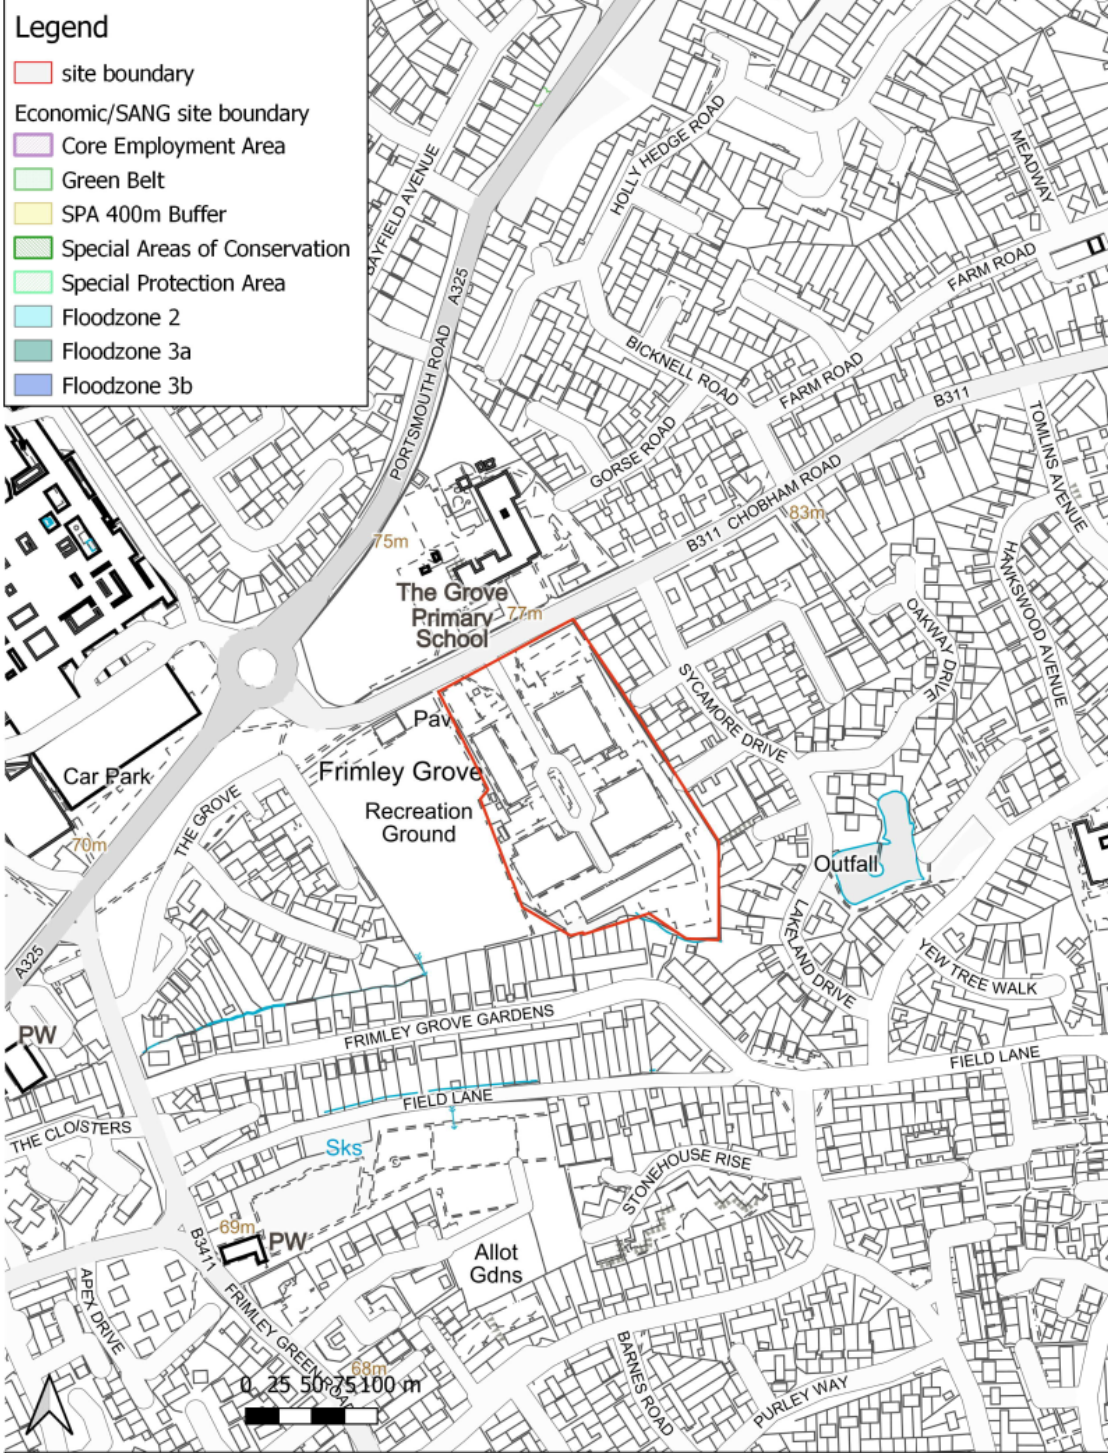 Legend
site boundary
Economic/SANG site boundary
Core Employment Area
Green Belt
SPA 400m Buffer
Special Areas of Conservation
Special Protection Area
Floodzone 2
Floodzone 3a
Floodzone 3b
BAYFIELD AVENUE
A325
PORTSMOUTH ROAD
HOLLY HEDGE ROAD
MEADWAY
FARM ROAD
BICKNELL ROAD
FARM ROAD
B311
GORSE ROAD
TOMLINS AVENUE
CHOBHAM ROAD
B311
83m
75m
HAWKSWOOD AVENUE
The Grove
Primary
School
77m
OAKWAY DRIVE
SYCAMORE DRIVE
Pav
Frimley Grove
Recreation
Ground
Car Park
THE GROVE
70m
Outfall
A325
LAKELAND DRIVE
YEW TREE WALK
PW
FRIMLEY GROVE GARDENS
FIELD LANE
FIELD LANE
THE CLOISTERS
Sks
STONEHOUSE RISE
69m
PW
B3411
Allot
Gdns
APEX DRIVE
FRIMLEY GREEN ROAD
68m
BARNES ROAD
PURLEY WAY
0 25 50 75 100 m